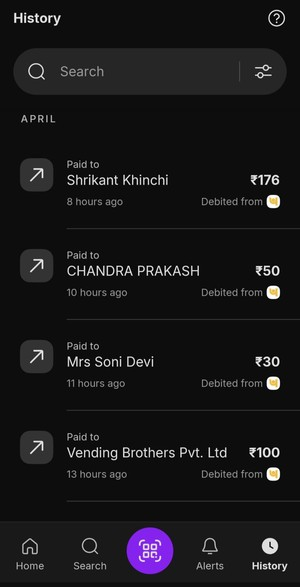 History
Search
APRIL
Paid to
Shrikant Khinchi
₹176
8 hours ago
Debited from
Paid to
CHANDRA PRAKASH
₹50
10 hours ago
Debited from
Paid to
Mrs Soni Devi
₹30
11 hours ago
Debited from
Paid to
Vending Brothers Pvt. Ltd
₹100
13 hours ago
Debited from
Home
Search
Alerts
History